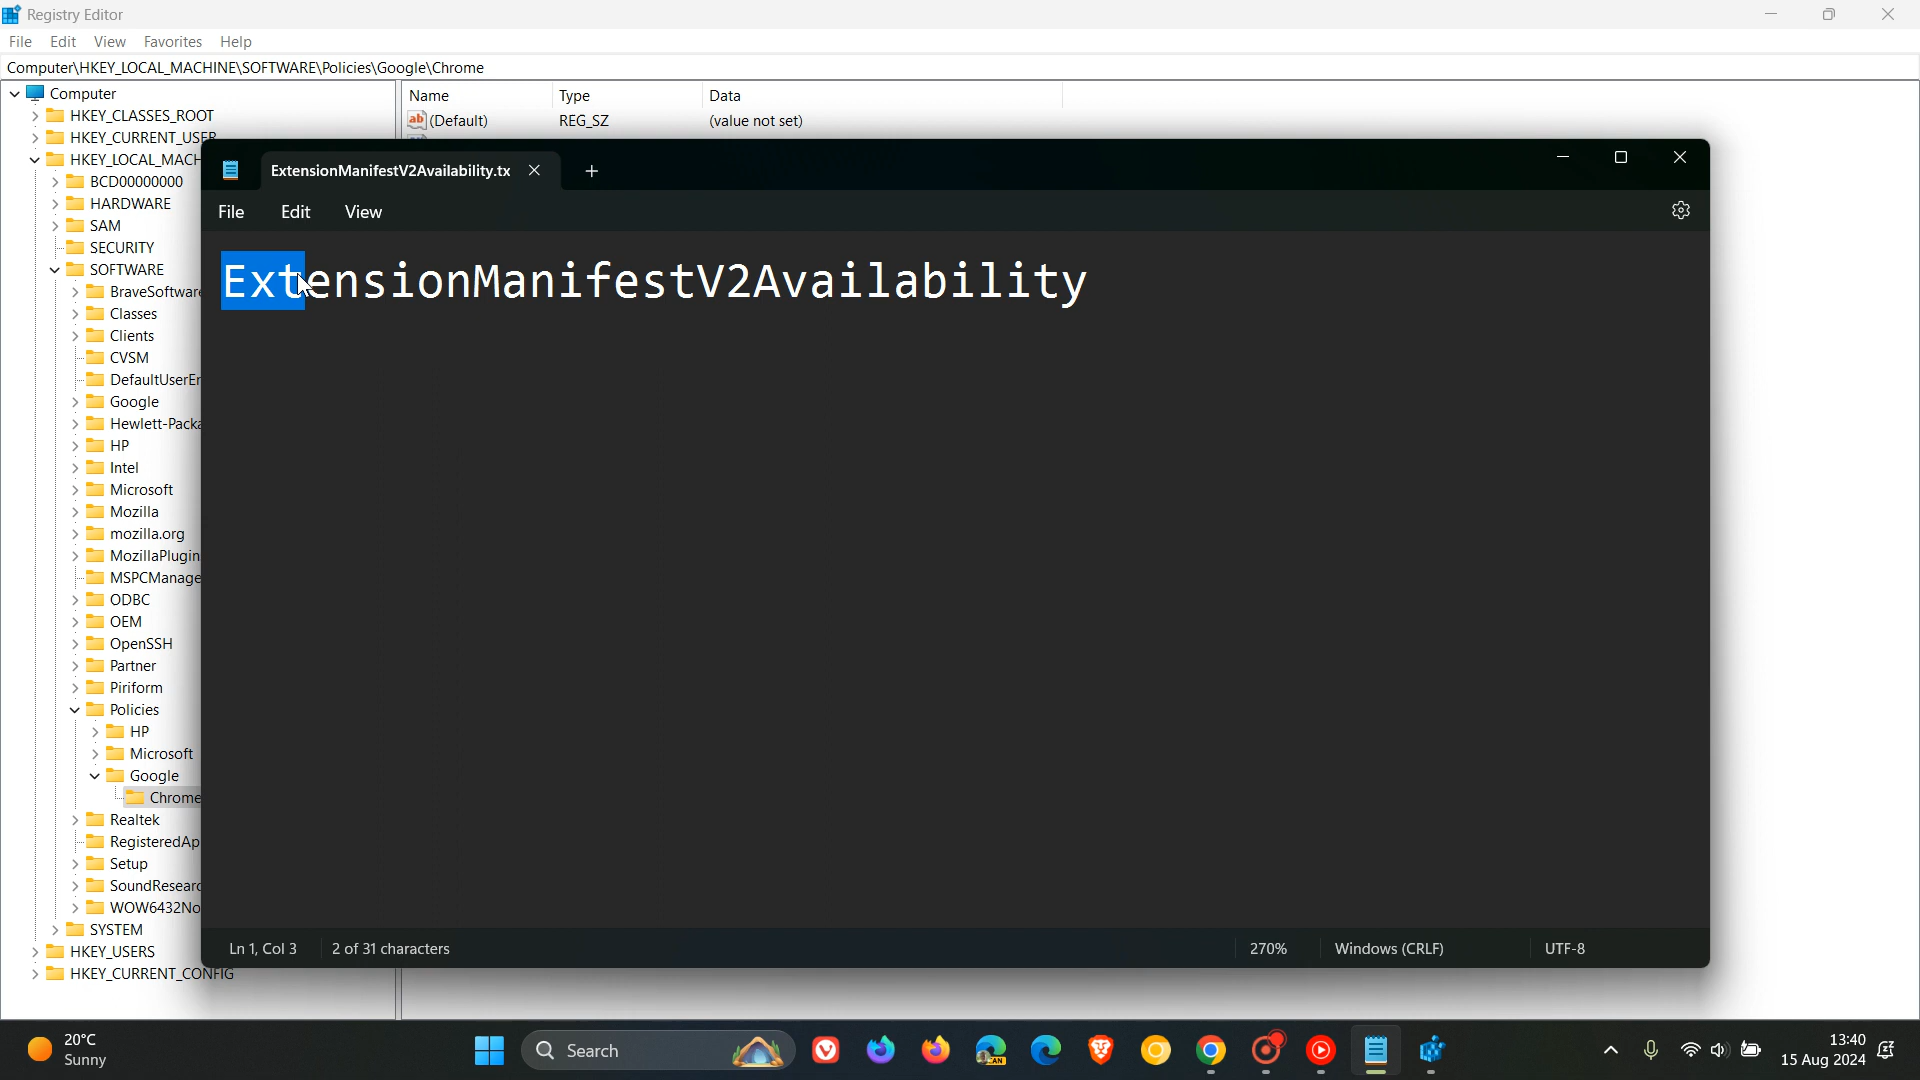 Registry Editor
File Edit View Favorites Help
Computer\HKEY_LOCAL_MACHINE\SOFTWARE\Policies\Google\Chrome
Computer
HKEY_CLASSES_ROOT
HKEY_CURRENT_USER
HKEY_LOCAL_MACH
BCD00000000
HARDWARE
SAM
SECURITY
SOFTWARE
BraveSoftware
Classes
Clients
CVSM
DefaultUserEn
Google
Hewlett-Packa
HP
Intel
Microsoft
Mozilla
mozilla.org
MozillaPlugin
MSPCManage
ODBC
OEM
OpenSSH
Partner
Piriform
Policies
HP
Microsoft
Google
Chrome
Realtek
RegisteredAp
Setup
SoundResearc
WOW6432No
SYSTEM
HKEY_USERS
HKEY_CURRENT_CONFIG
Name Type Data
(Default) REG_SZ (value not set)
ExtensionManifestV2Availability.tx
File Edit View
ExtensionManifestV2Availability
Ln 1, Col 3 2 of 31 characters 270% Windows (CRLF) UTF-8
20°C
Sunny
Search
CAN
13:40
15 Aug 2024